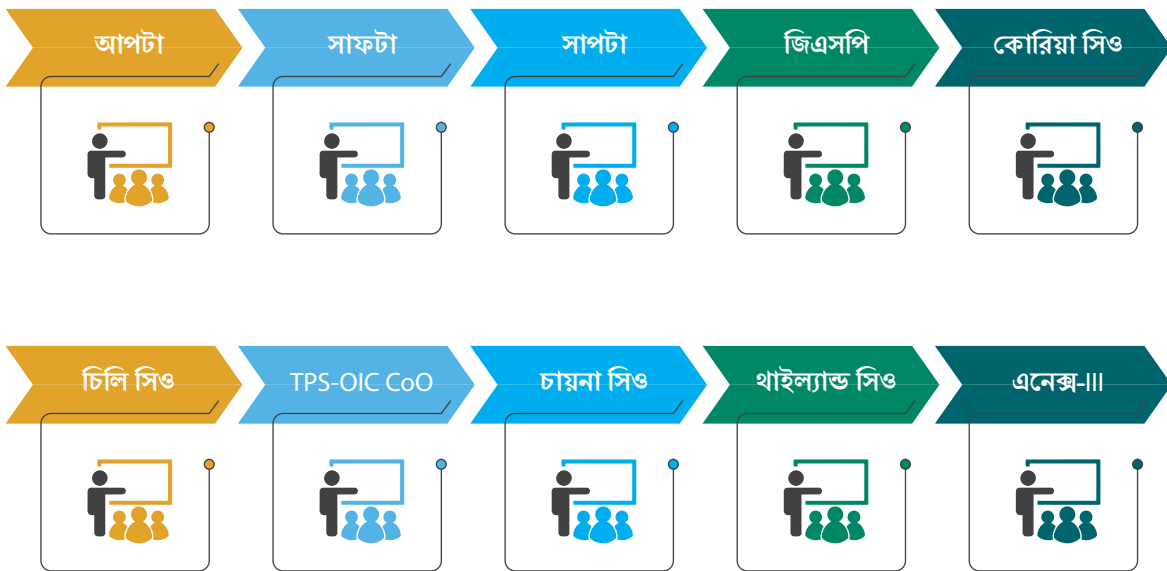 আপটা
সাফটা
সাপটা
জিএসপি
কোরিয়া সিও
চিলি সিও
TPS-OIC CoO
চায়না সিও
থাইল্যান্ড সিও
এনেক্স-III